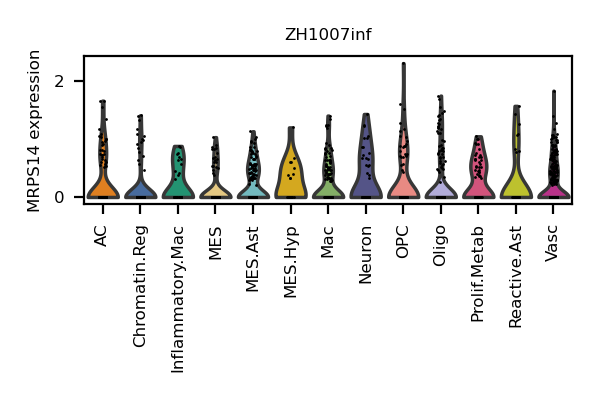 ZH1007inf
MRPS14 expression
2
0
AC
Chromatin.Reg
Inflammatory.Mac
MES
MES.Ast
MES.Hyp
Mac
Neuron
OPC
Oligo
Prolif.Metab
Reactive.Ast
Vasc